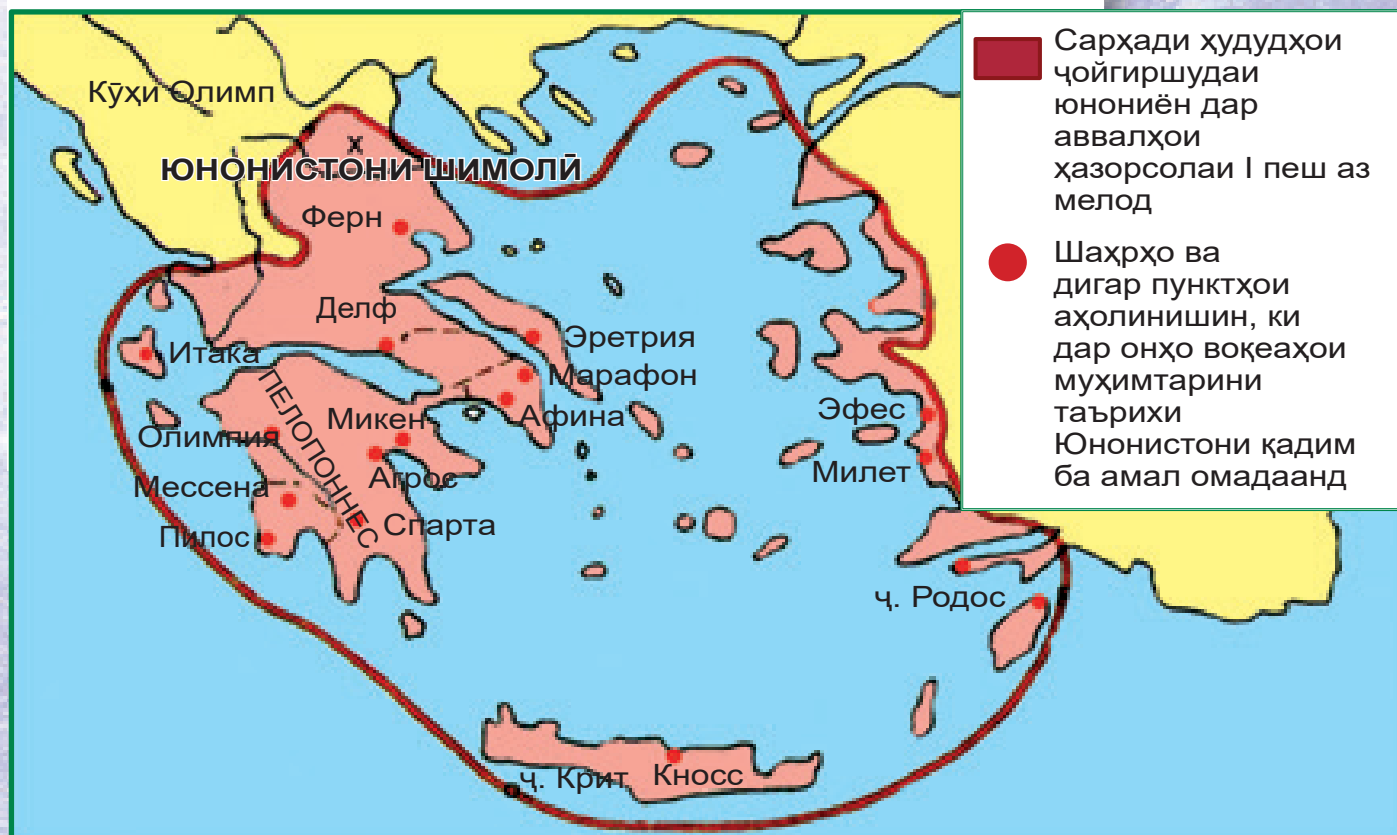 Кӯҳи Олимп
х
ЮНОНИСТОНИ ШИМОЛӢ
Ферн
Делф
Эретрия
Итака
Марафон
ПЕЛОПОННЕС
Микен
Афина
Эфес
Олимпия
Агрос
Милет
Мессена
Спарта
Пилос
ҷ. Родос
ҷ. Крит
Кносс
Сарҳади ҳудудҳои
ҷойгиршудаи
юнониён дар
аввалҳои
ҳазорсолаи I пеш аз
мелод
Шаҳрҳо ва
дигар пунктҳои
аҳолинишин, ки
дар онҳо воқеаҳои
муҳимтарини
таърихи
Юнонистони қадим
ба амал омадаанд